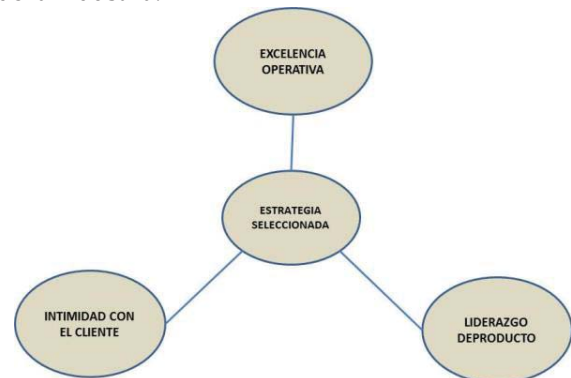 EXCELENCIA
OPERATIVA
ESTRATEGIA
SELECCIONADA
INTIMIDAD CON
EL CLIENTE
LIDERAZGO
DEPRODUCTO